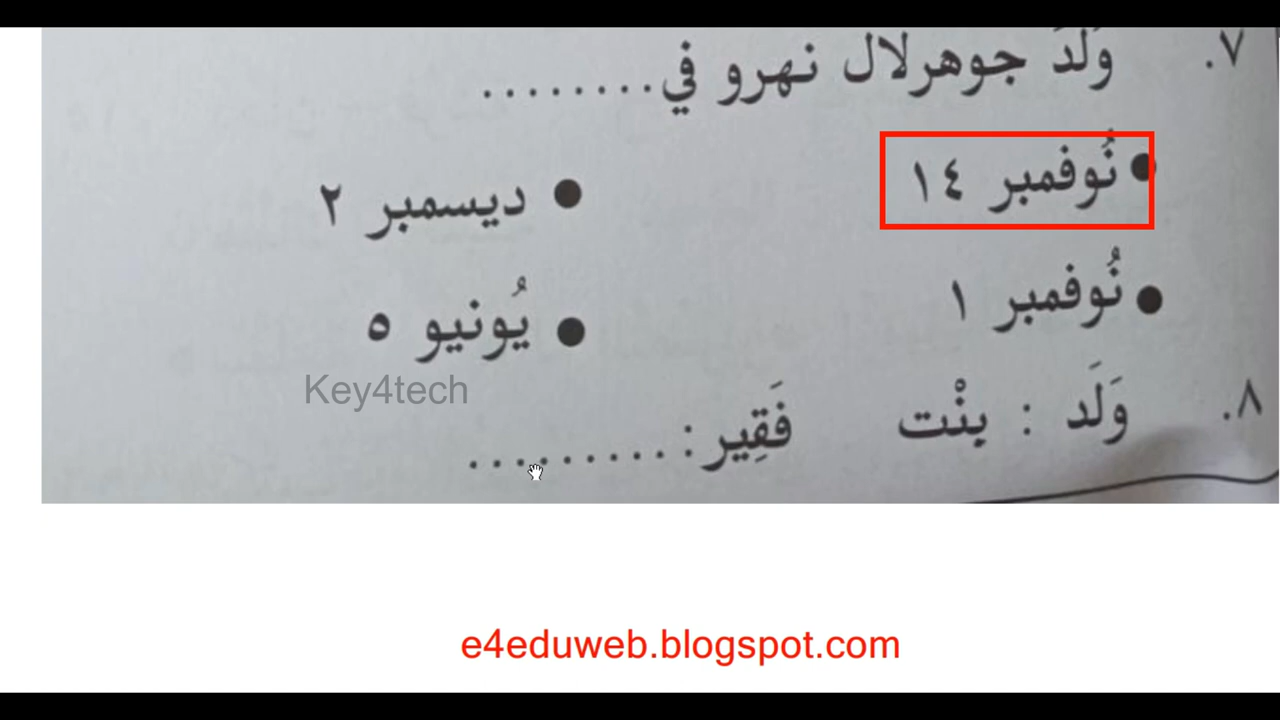 ٧. وَلَدَ جوهرلال نهرو في........
● نُوفمبر ١٤ ● ديسمبر ٢
● نُوفمبر ١ ● يُونيو ٥
Key4tech
٨. وَلَد : بِنْت فَقِير: .........
e4eduweb.blogspot.com